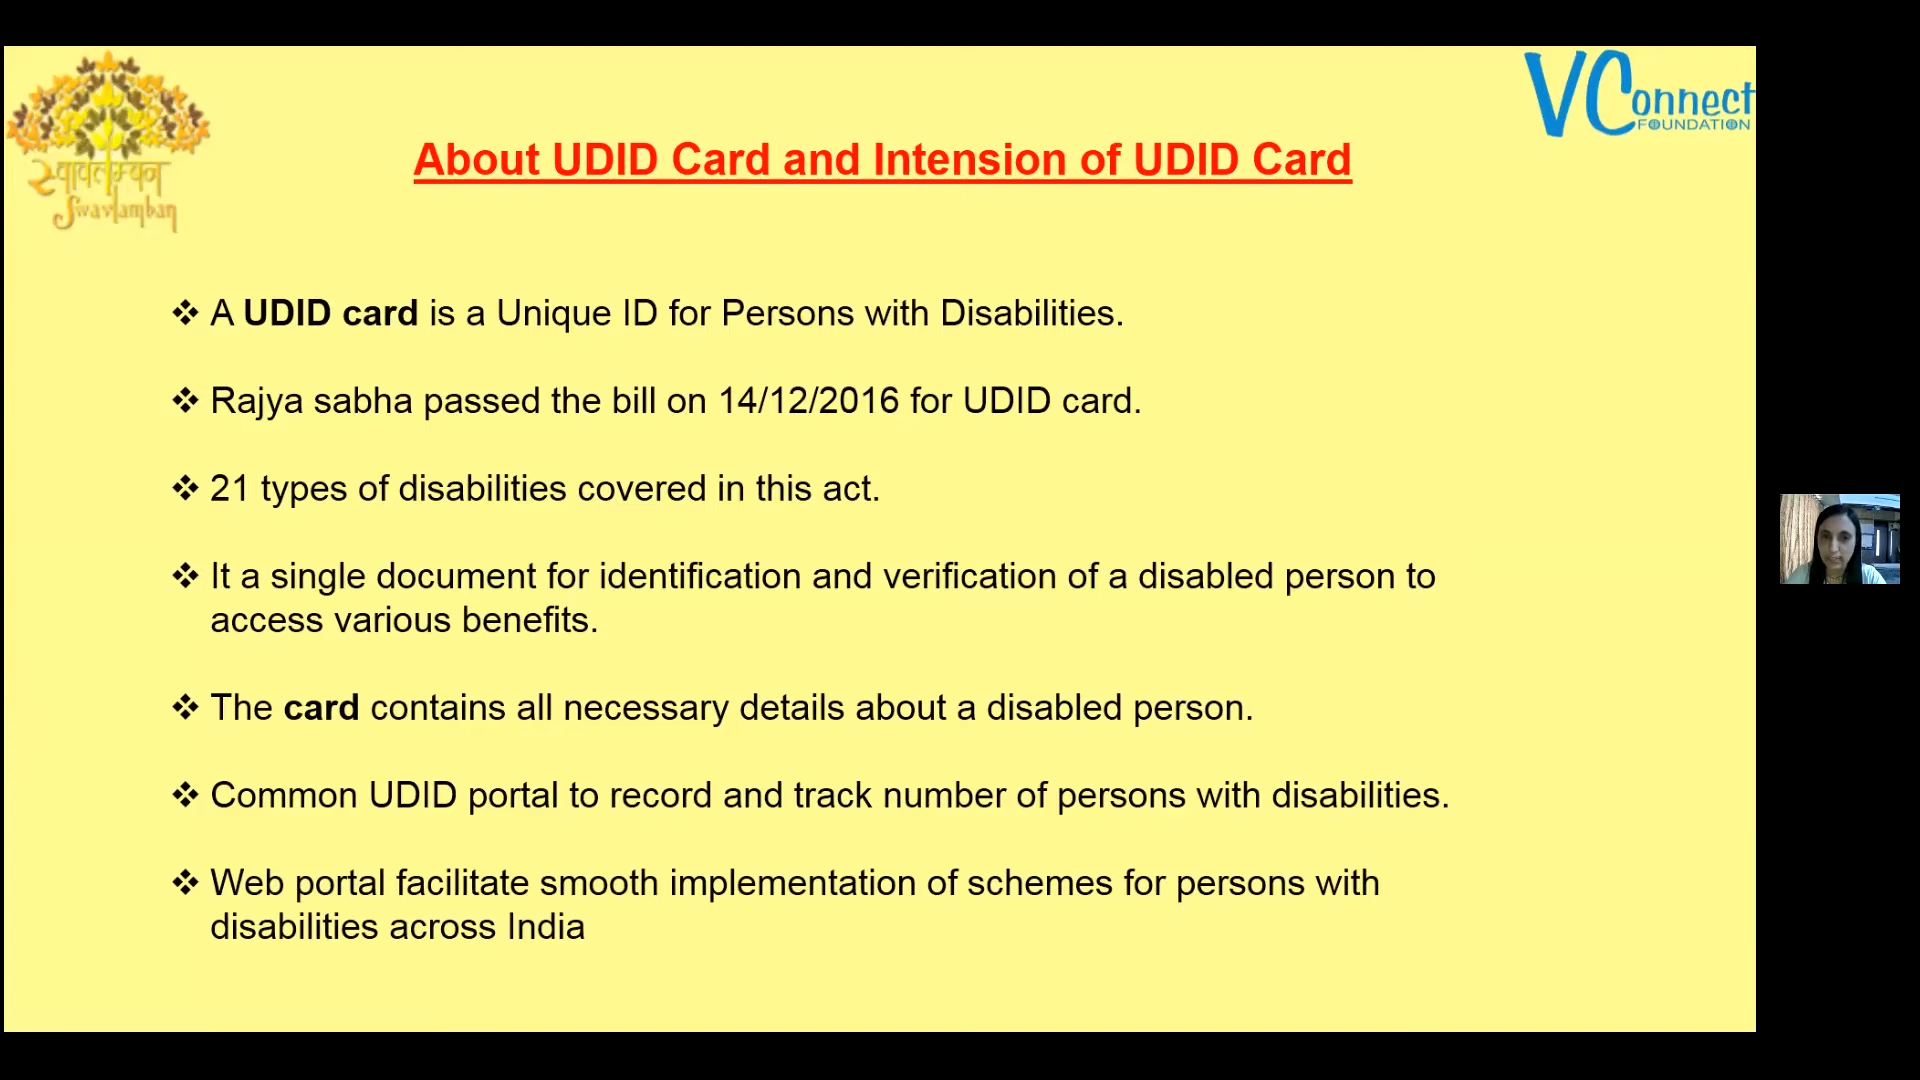 स्वावलम्बन
Swavlamban
VConnect
FOUNDATION
About UDID Card and Intension of UDID Card
❖ A UDID card is a Unique ID for Persons with Disabilities.
❖ Rajya sabha passed the bill on 14/12/2016 for UDID card.
❖ 21 types of disabilities covered in this act.
❖ It a single document for identification and verification of a disabled person to
access various benefits.
❖ The card contains all necessary details about a disabled person.
❖ Common UDID portal to record and track number of persons with disabilities.
❖ Web portal facilitate smooth implementation of schemes for persons with
disabilities across India